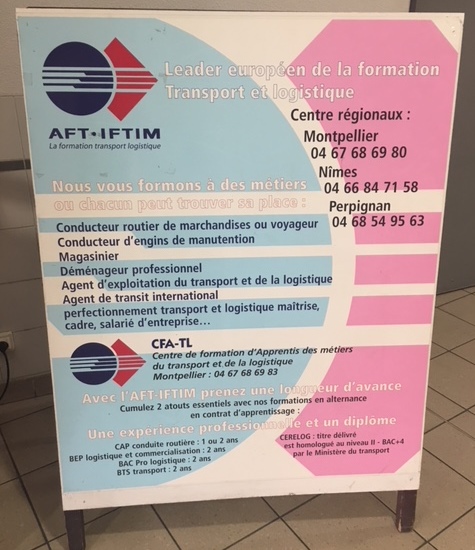 Leader européen de la formation
Transport et logistique
AFT·IFTIM
La formation transport logistique
Centre régionaux :
Montpellier
04 67 68 69 80
Nîmes
04 66 84 71 58
Perpignan
04 68 54 95 63
Nous vous formons à des métiers
ou chacun peut trouver sa place :
Conducteur routier de marchandises ou voyageur
Conducteur d'engins de manutention
Magasinier
Déménageur professionnel
Agent d'exploitation du transport et de la logistique
Agent de transit international
perfectionnement transport et logistique maîtrise,
cadre, salarié d'entreprise...
CFA-TL
Centre de formation d'Apprentis des métiers
du transport et de la logistique
Montpellier : 04 67 68 69 83
Avec l'AFT-IFTIM prenez une longueur d'avance
Cumulez 2 atouts essentiels avec nos formations en alternance
en contrat d'apprentissage :
Une expérience professionnelle et un diplôme
CAP conduite routière : 1 ou 2 ans
BEP logistique et commercialisation : 2 ans
BAC Pro logistique : 2 ans
BTS transport : 2 ans
CERELOG : titre délivré
est homologué au niveau II - BAC+4
par le Ministère du transport